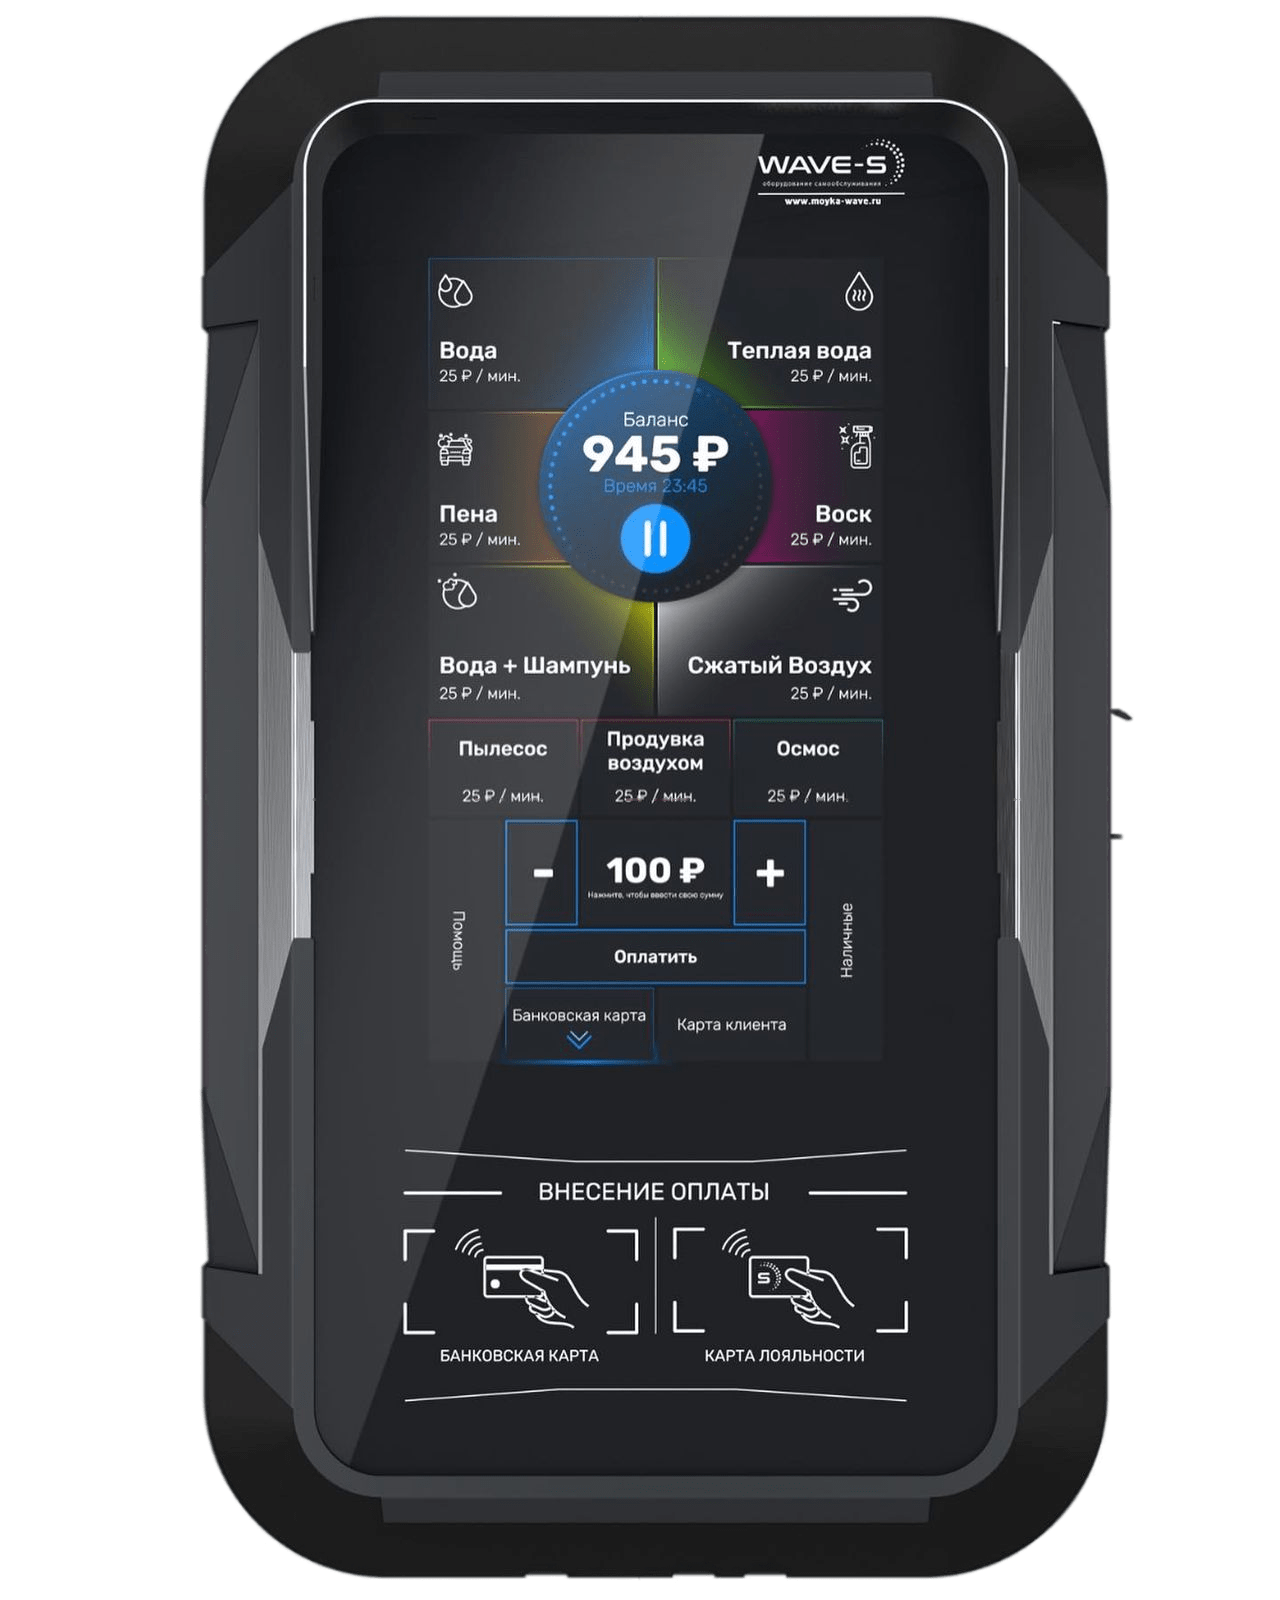 WAVE-S
оборудование самообслуживания
www.moyka-wave.ru
Вода
25 ₽ / мин.
Теплая вода
25 ₽ / мин.
Баланс
945 ₽
Время 23:45
Пена
25 ₽ / мин.
Воск
25 ₽ / мин.
Вода + Шампунь
25 ₽ / мин.
Сжатый Воздух
25 ₽ / мин.
Пылесос
25 ₽ / мин.
Продувка
воздухом
25 ₽ / мин.
Осмос
25 ₽ / мин.
-
100 ₽
Нажмите, чтобы ввести свою сумму
+
Помощь
Наличные
Оплатить
Банковская карта
Карта клиента
ВНЕСЕНИЕ ОПЛАТЫ
S
БАНКОВСКАЯ КАРТА
КАРТА ЛОЯЛЬНОСТИ